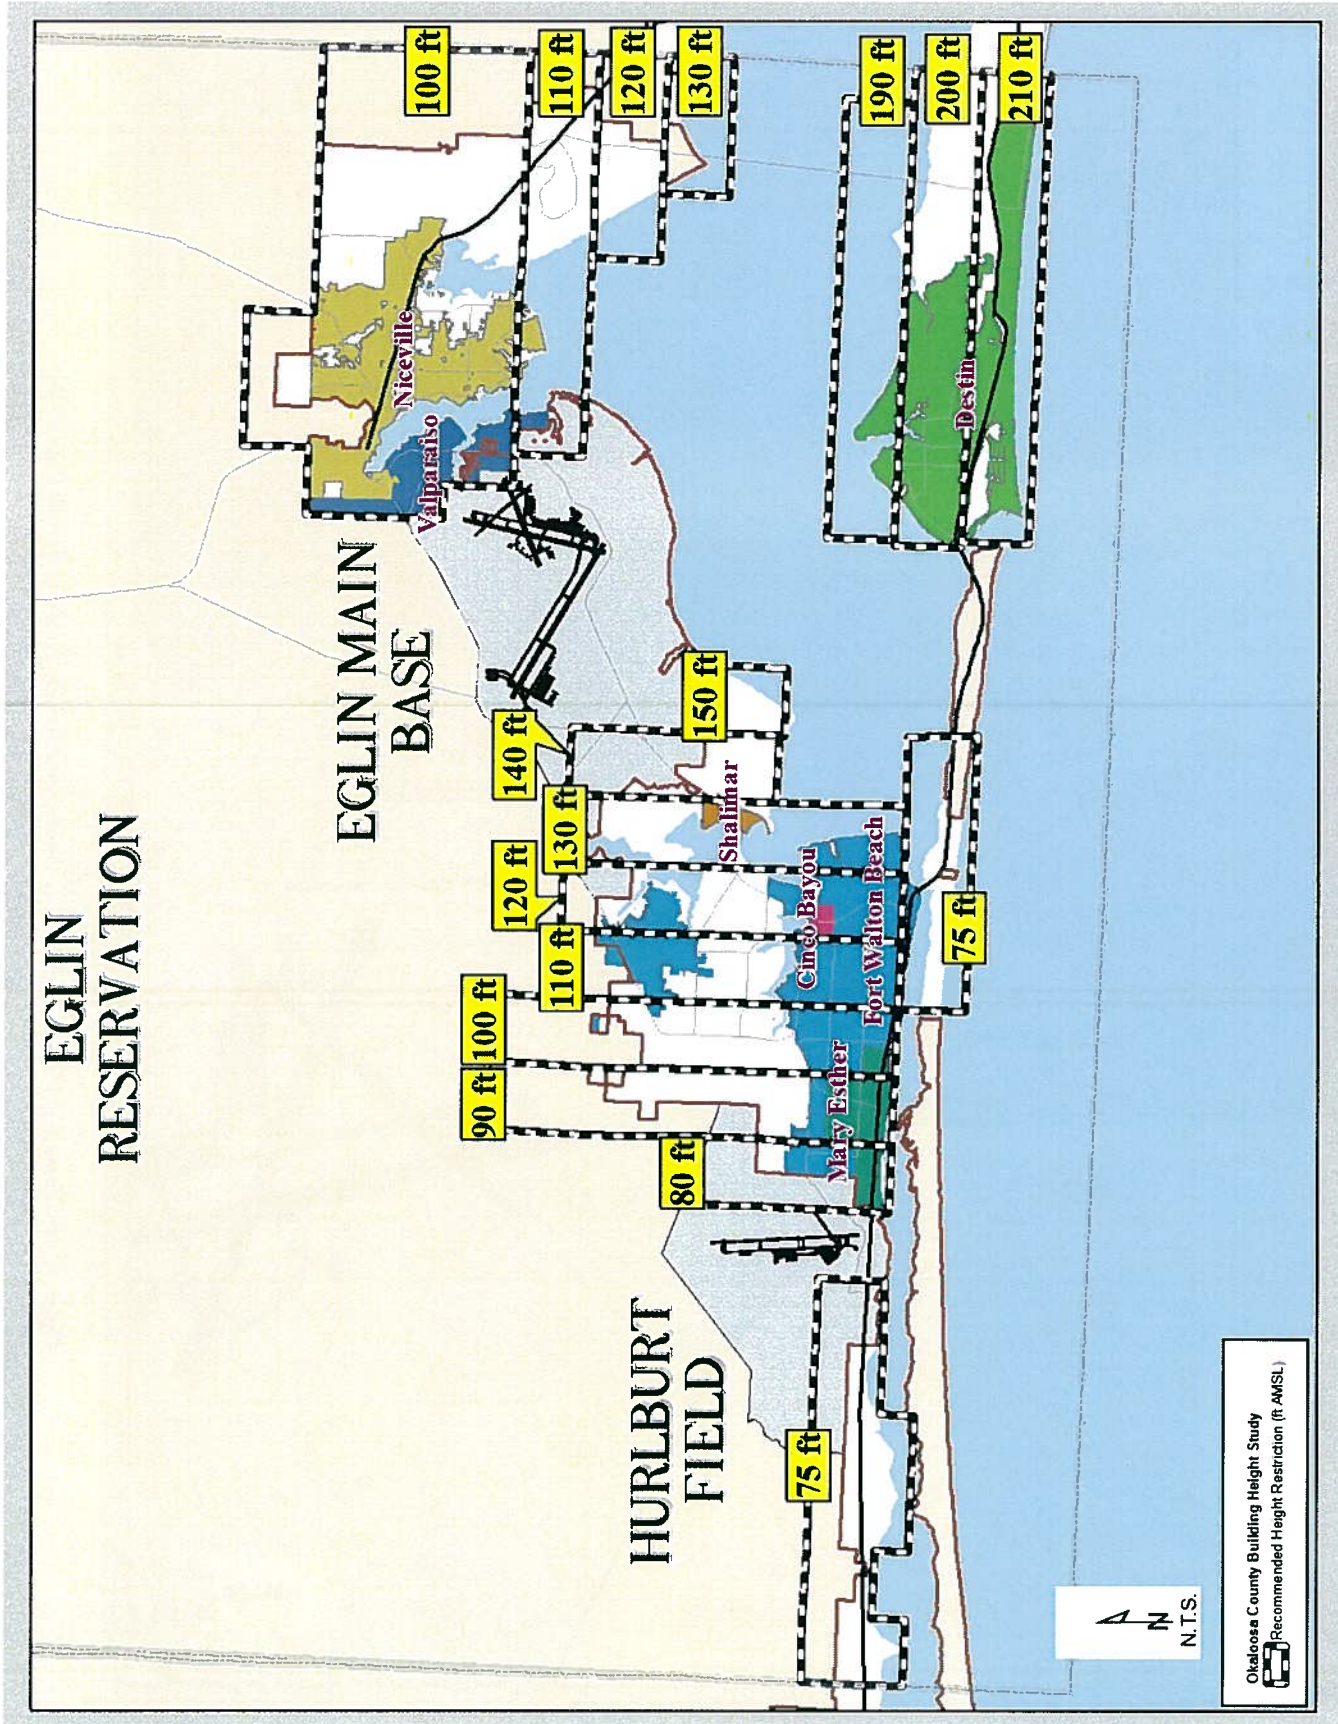 EGLIN
RESERVATION
EGLIN MAIN
BASE
HURLBURT
FIELD
75 ft
80 ft
90 ft
100 ft
110 ft
120 ft
130 ft
140 ft
150 ft
75 ft
100 ft
110 ft
120 ft
130 ft
190 ft
200 ft
210 ft
Mary Esther
Fort Walton Beach
Cinco Bayou
Shalimar
Valparaiso
Niceville
Destin
N
N.T.S.
Okaloosa County Building Height Study
Recommended Height Restriction (ft AMSL)